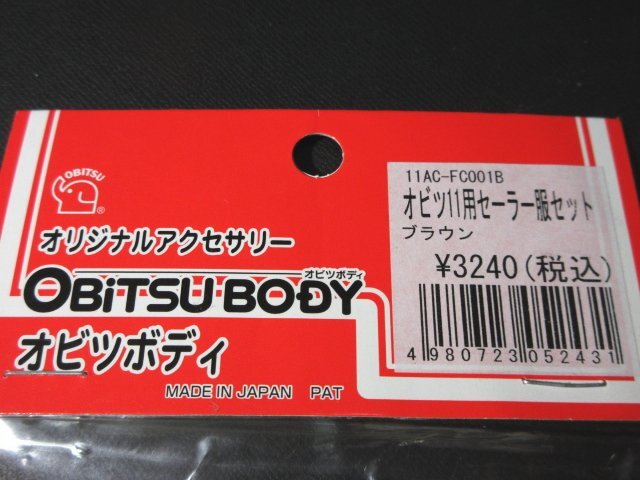 OBITSU
®
オリジナルアクセサリー
オビツボディ
OBiTSU BODY
オビツボディ
MADE IN JAPAN PAT
11AC-FC001B
オビツ11用セーラー服セット
ブラウン
¥3240(税込)
4 980723 052431